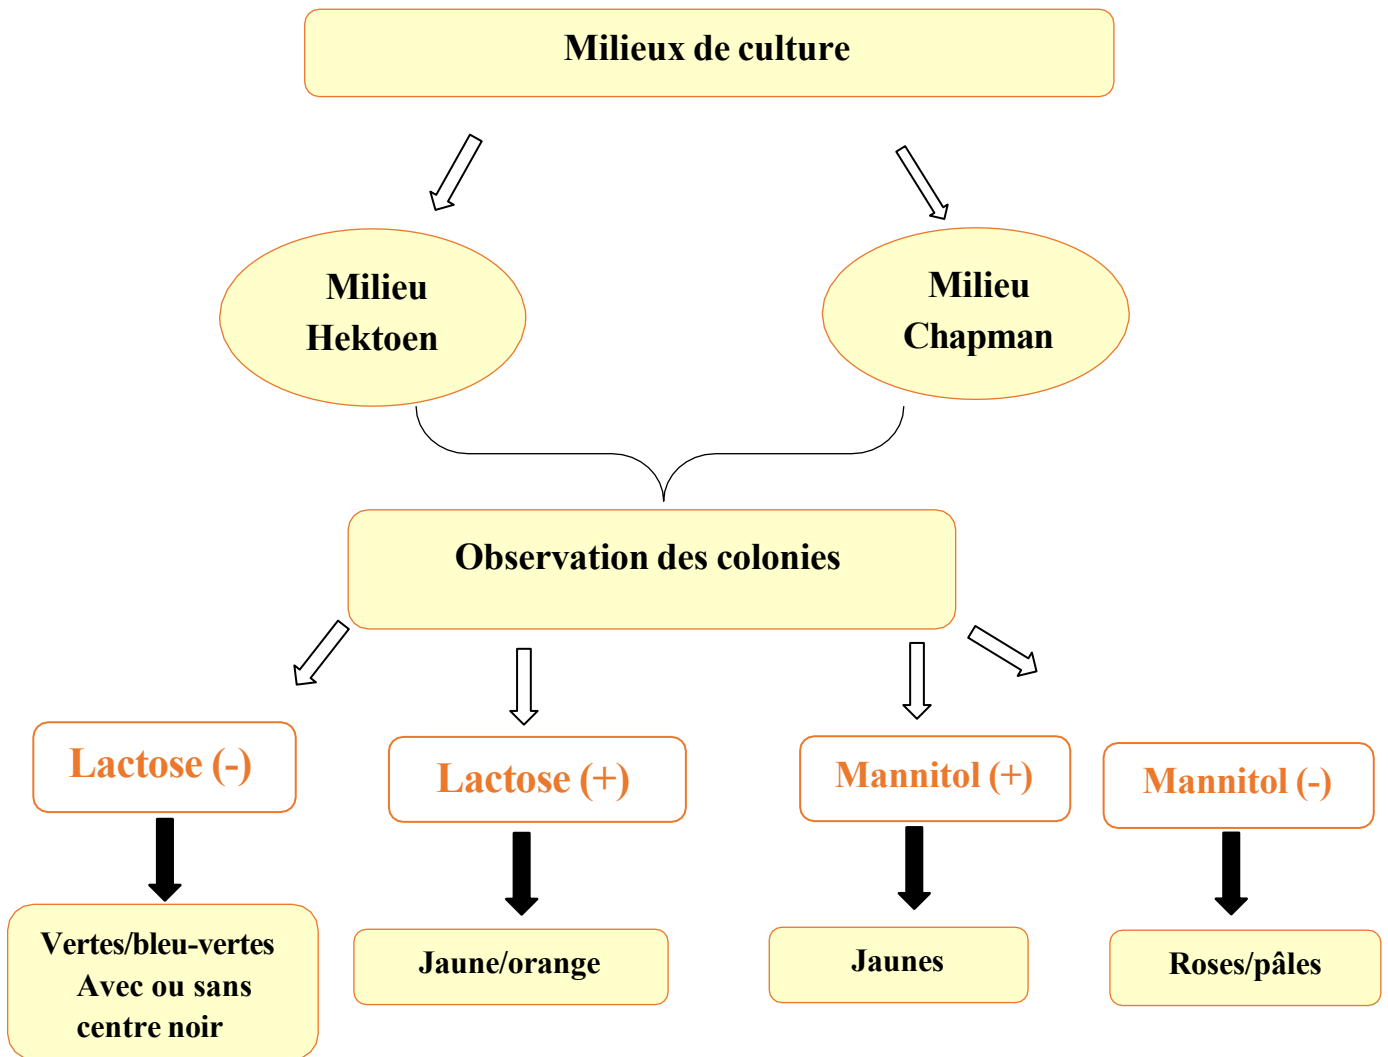 Milieux de culture
Milieu
Hektoen
Milieu
Chapman
Observation des colonies
Lactose (-)
Lactose (+)
Mannitol (+)
Mannitol (-)
Vertes/bleu-vertes
Avec ou sans
centre noir
Jaune/orange
Jaunes
Roses/pâles